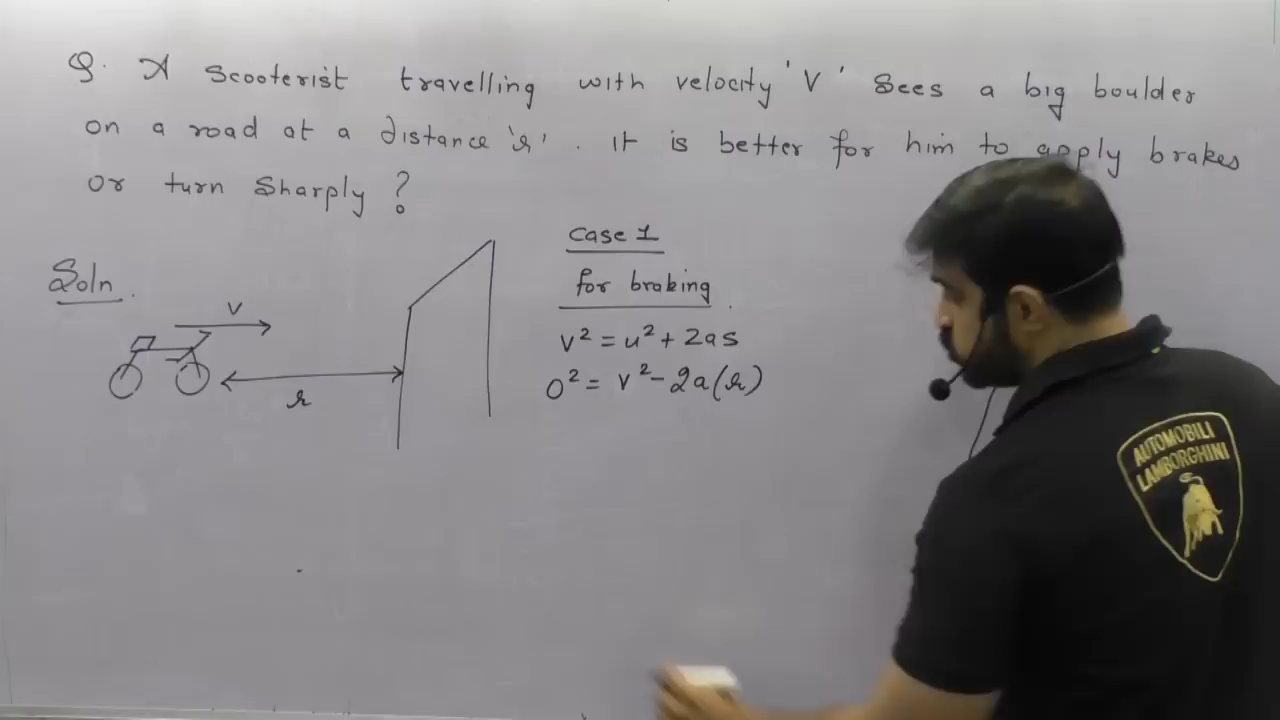 Q. A scooterist travelling with velocity 'V' sees a big boulder
on a road at a distance 'r'. It is better for him to apply brakes
or turn sharply?
Soln.
V
r
Case 1
for braking
v² = u² + 2as
0² = v² - 2a(r)
AUTOMOBILI
LAMBORGHINI